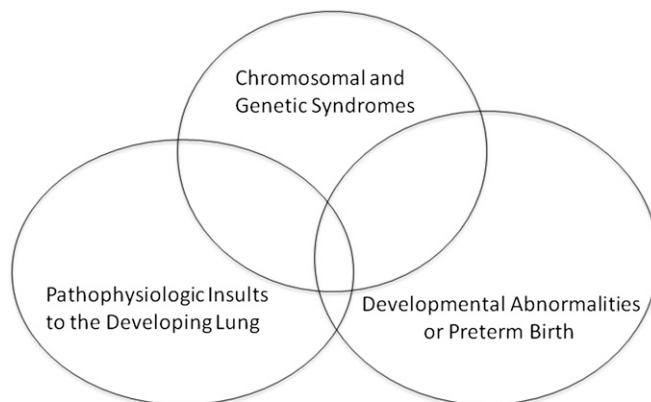 Chromosomal and
Genetic Syndromes
Pathophysiologic Insults
to the Developing Lung
Developmental Abnormalities
or Preterm Birth